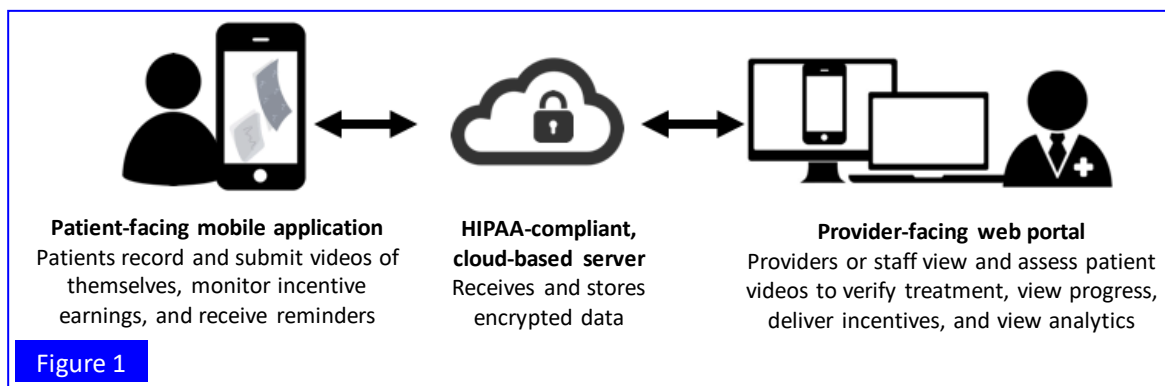 Patient-facing mobile application
Patients record and submit videos of
themselves, monitor incentive
earnings, and receive reminders
HIPAA-compliant,
cloud-based server
Receives and stores
encrypted data
Provider-facing web portal
Providers or staff view and assess patient
videos to verify treatment, view progress,
deliver incentives, and view analytics
Figure 1